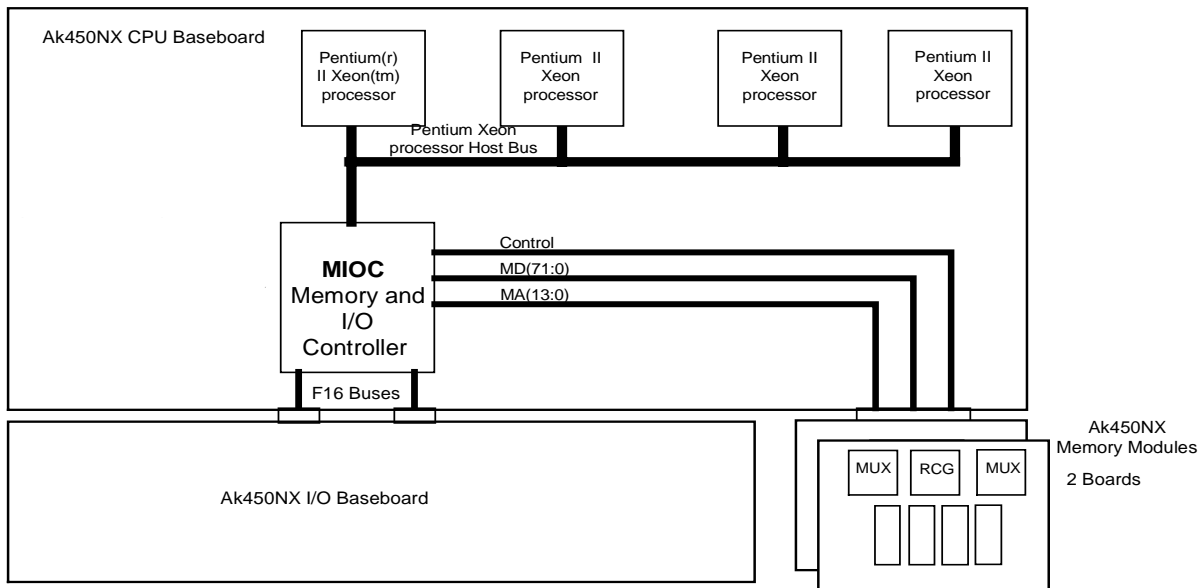 Ak450NX CPU Baseboard
Pentium(r)
II Xeon(tm)
processor
Pentium II
Xeon
processor
Pentium II
Xeon
processor
Pentium II
Xeon
processor
Pentium Xeon
processor Host Bus
MIOC
Memory and
I/O
Controller
Control
MD(71:0)
MA(13:0)
F16 Buses
Ak450NX I/O Baseboard
Ak450NX
Memory Modules
2 Boards
MUX
RCG
MUX